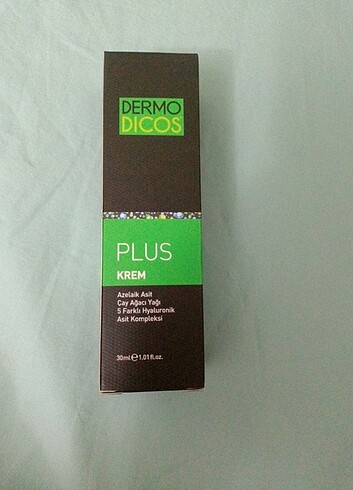 DERMO
DICOS
PLUS
KREM
Azelaik Asit
Çay Ağacı Yağı
5 Farklı Hyaluronik
Asit Kompleksi
30ml ℮ 1,01fl.oz.